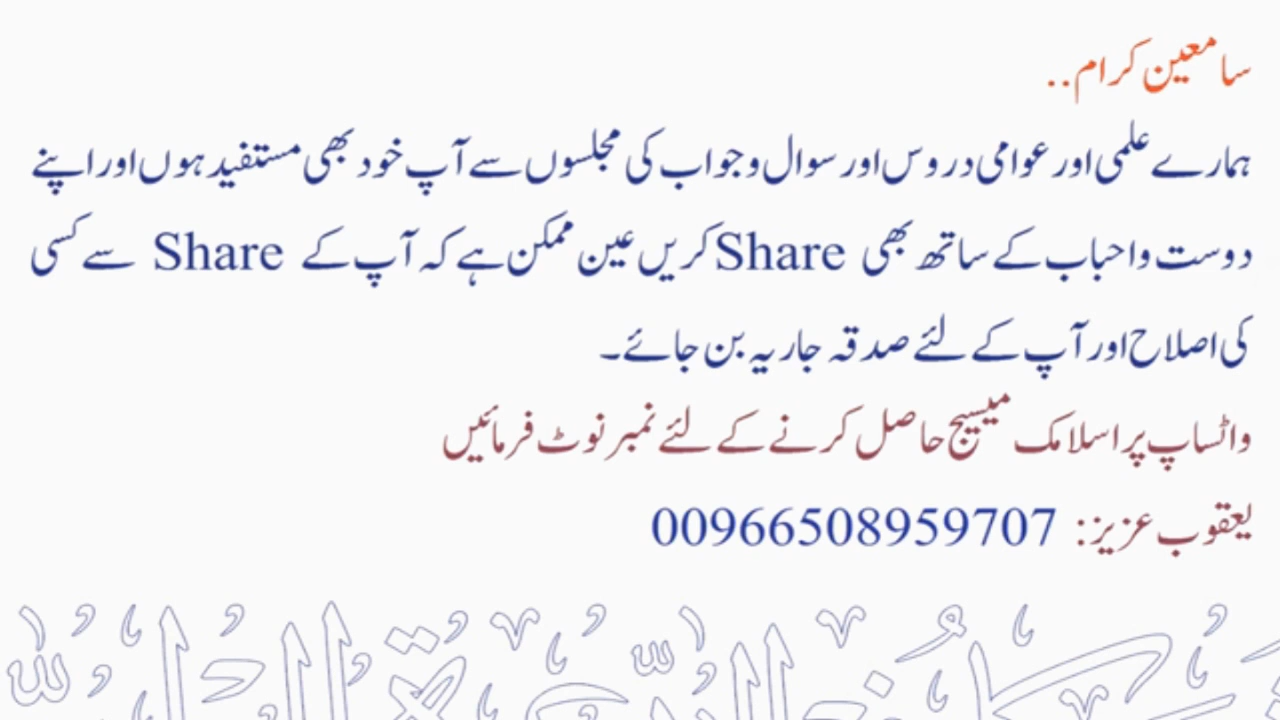 سامعین کرام..
ہمارے علمی اور عوامی دروس اور سوال و جواب کی مجلسوں سے آپ خود بھی مستفید ہوں اور اپنے
دوست و احباب کے ساتھ بھی Share کریں عین ممکن ہے کہ آپ کے Share سے کسی
کی اصلاح اور آپ کے لئے صدقہ جاریہ بن جائے۔
واٹساپ پر اسلامک میسیج حاصل کرنے کے لئے نمبر نوٹ فرمائیں
یعقوب عزیز: 00966508959707